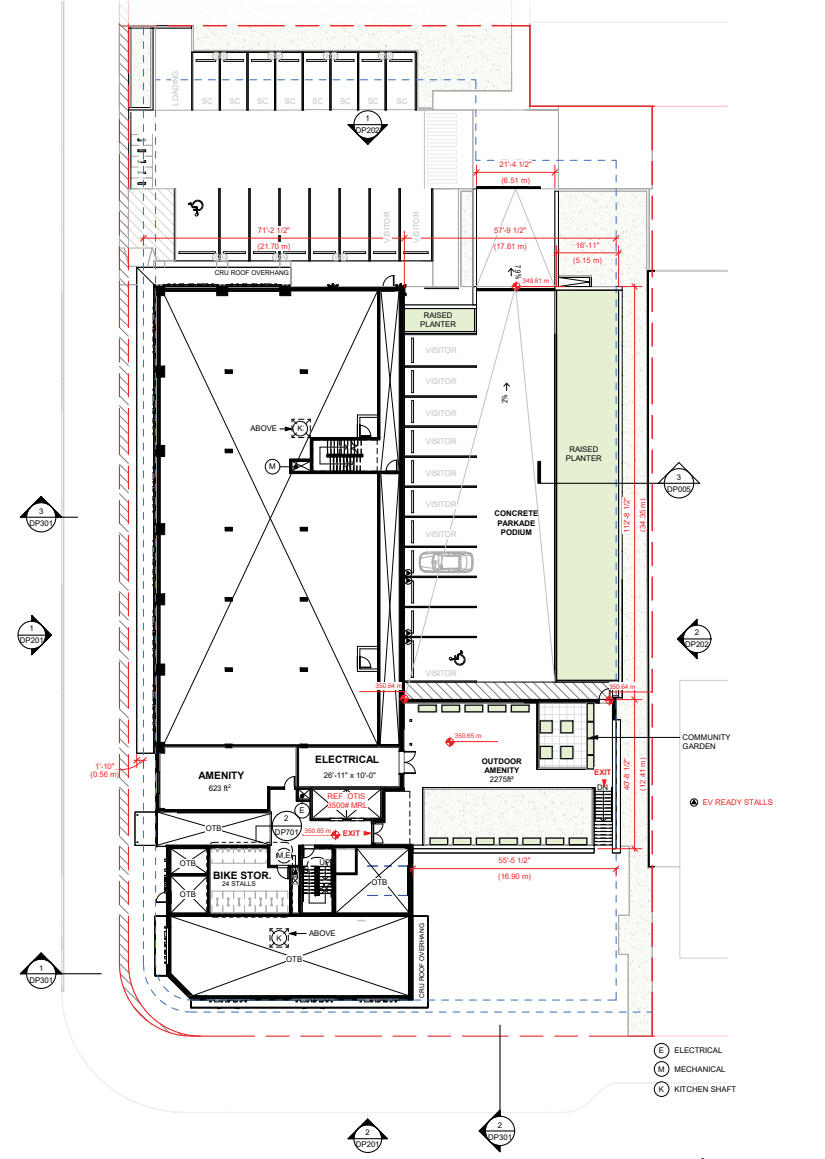 LOADING
SC
SC
SC
SC
SC
SC
SC
SC
1
DP202
21'-4 1/2"
(6.51 m)
71'-2 1/2"
(21.70 m)
VISITOR
VISITOR
57'-9 1/2"
(17.61 m)
16'-11"
(5.15 m)
CRU ROOF OVERHANG
349.81 m
RAISED
PLANTER
VISITOR
VISITOR
VISITOR
VISITOR
VISITOR
VISITOR
VISITOR
2%
ABOVE
K
M
RAISED
PLANTER
3
DP005
3
DP301
CONCRETE
PARKADE
PODIUM
112'-8 1/2"
(34.35 m)
1
DP201
2
DP202
VISITOR
350.64 m
350.64 m
350.65 m
COMMUNITY
GARDEN
OUTDOOR
AMENITY
2275ft²
EXIT
DN
40'-8 1/2"
(12.41 m)
1'-10"
(0.56 m)
AMENITY
623 ft²
ELECTRICAL
26'-11" x 10'-0"
REF. OTIS
3500# MRL
E
EV READY STALLS
OTB
2
DP701
350.65 m
EXIT
M,E
UP
OTB
OTB
BIKE STOR.
24 STALLS
OTB
55'-5 1/2"
(16.90 m)
K
ABOVE
OTB
CRU ROOF OVERHANG
1
DP301
E ELECTRICAL
M MECHANICAL
K KITCHEN SHAFT
2
DP201
2
DP301